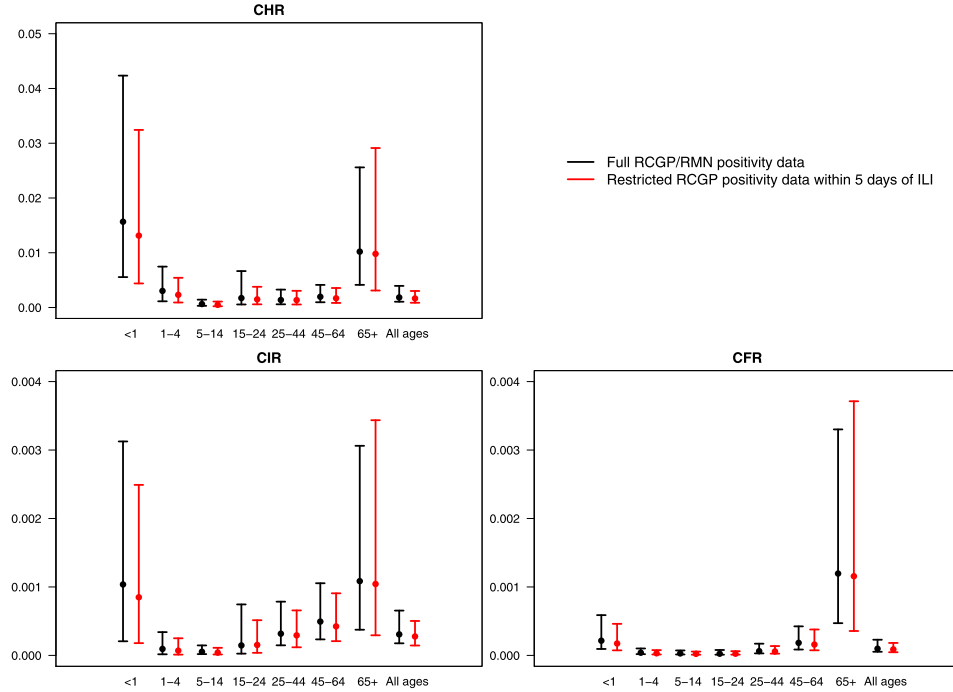 CHR
0.05
0.04
0.03
0.02
0.01
0.00
<1 1–4 5–14 15–24 25–44 45–64 65+ All ages
Full RCGP/RMN positivity data
Restricted RCGP positivity data within 5 days of ILI
CIR
0.004
0.003
0.002
0.001
0.000
<1 1–4 5–14 15–24 25–44 45–64 65+ All ages
CFR
0.004
0.003
0.002
0.001
0.000
<1 1–4 5–14 15–24 25–44 45–64 65+ All ages